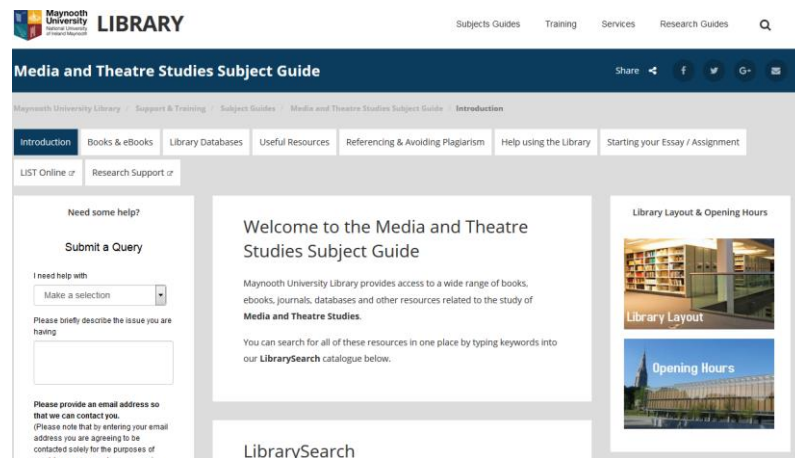 Maynooth
University
National University
of Ireland Maynooth
LIBRARY
Subjects Guides
Training
Services
Research Guides
Media and Theatre Studies Subject Guide
Share
f
G+
Maynooth University Library / Support & Training / Subject Guides / Media and Theatre Studies Subject Guide / Introduction
Introduction
Books & eBooks
Library Databases
Useful Resources
Referencing & Avoiding Plagiarism
Help using the Library
Starting your Essay / Assignment
LIST Online
Research Support
Need some help?
Submit a Query
I need help with
Make a selection
Please briefly describe the issue you are
having
Please provide an email address so
that we can contact you.
(Please note that by entering your email
address you are agreeing to be
contacted solely for the purposes of
Welcome to the Media and Theatre
Studies Subject Guide
Maynooth University Library provides access to a wide range of books,
ebooks, journals, databases and other resources related to the study of
Media and Theatre Studies.
You can search for all of these resources in one place by typing keywords into
our LibrarySearch catalogue below.
LibrarySearch
Library Layout & Opening Hours
Library Layout
Opening Hours